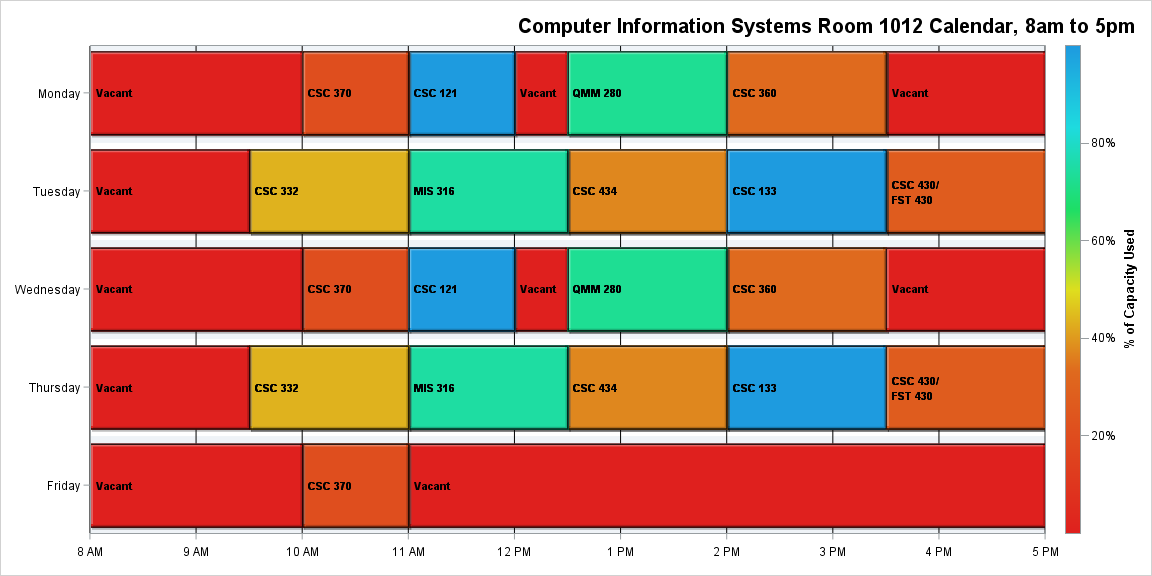 Computer Information Systems Room 1012 Calendar, 8am to 5pm
Monday
Vacant
CSC 370
CSC 121
Vacant
QMM 280
CSC 360
Vacant
Tuesday
Vacant
CSC 332
MIS 316
CSC 434
CSC 133
CSC 430/
FST 430
Wednesday
Vacant
CSC 370
CSC 121
Vacant
QMM 280
CSC 360
Vacant
Thursday
Vacant
CSC 332
MIS 316
CSC 434
CSC 133
CSC 430/
FST 430
Friday
Vacant
CSC 370
Vacant
8 AM
9 AM
10 AM
11 AM
12 PM
1 PM
2 PM
3 PM
4 PM
5 PM
80%
60%
40%
20%
% of Capacity Used